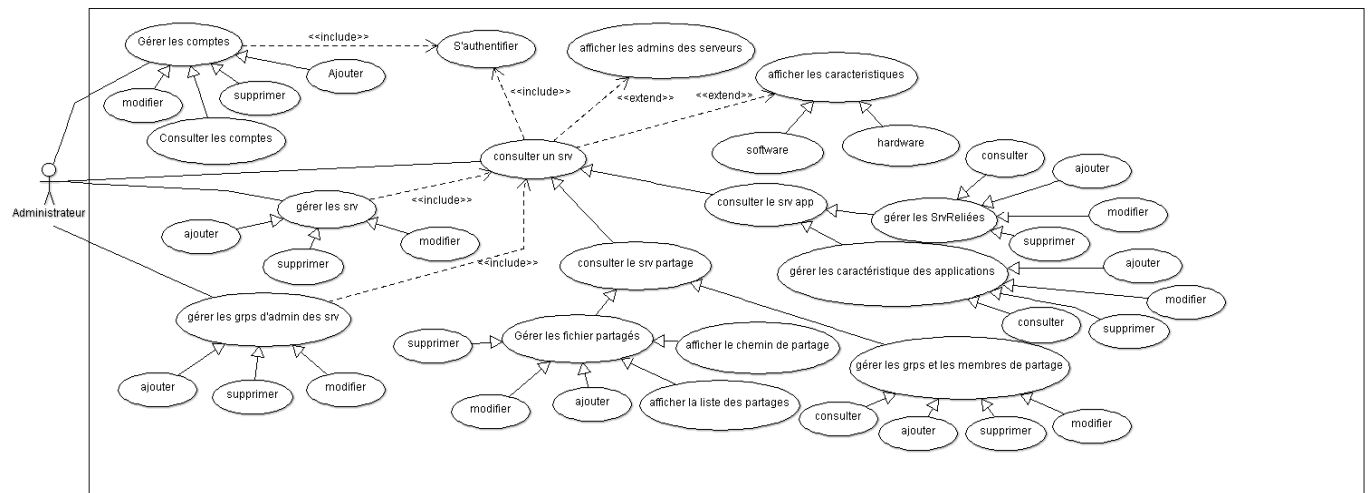 Gérer les comptes
<<include>>
S'authentifier
afficher les admins des serveurs
afficher les caracteristiques
modifier
supprimer
Ajouter
Consulter les comptes
<<include>>
<<extend>>
<<extend>>
software
hardware
consulter un srv
consulter
ajouter
modifier
supprimer
consulter le srv app
gérer les SrvReliées
Administrateur
gérer les srv
<<include>>
ajouter
supprimer
modifier
<<include>>
consulter le srv partage
gérer les caractéristique des applications
ajouter
modifier
supprimer
consulter
gérer les grps d'admin des srv
ajouter
supprimer
modifier
supprimer
Gérer les fichier partagés
afficher le chemin de partage
modifier
ajouter
afficher la liste des partages
gérer les grps et les membres de partage
consulter
ajouter
supprimer
modifier